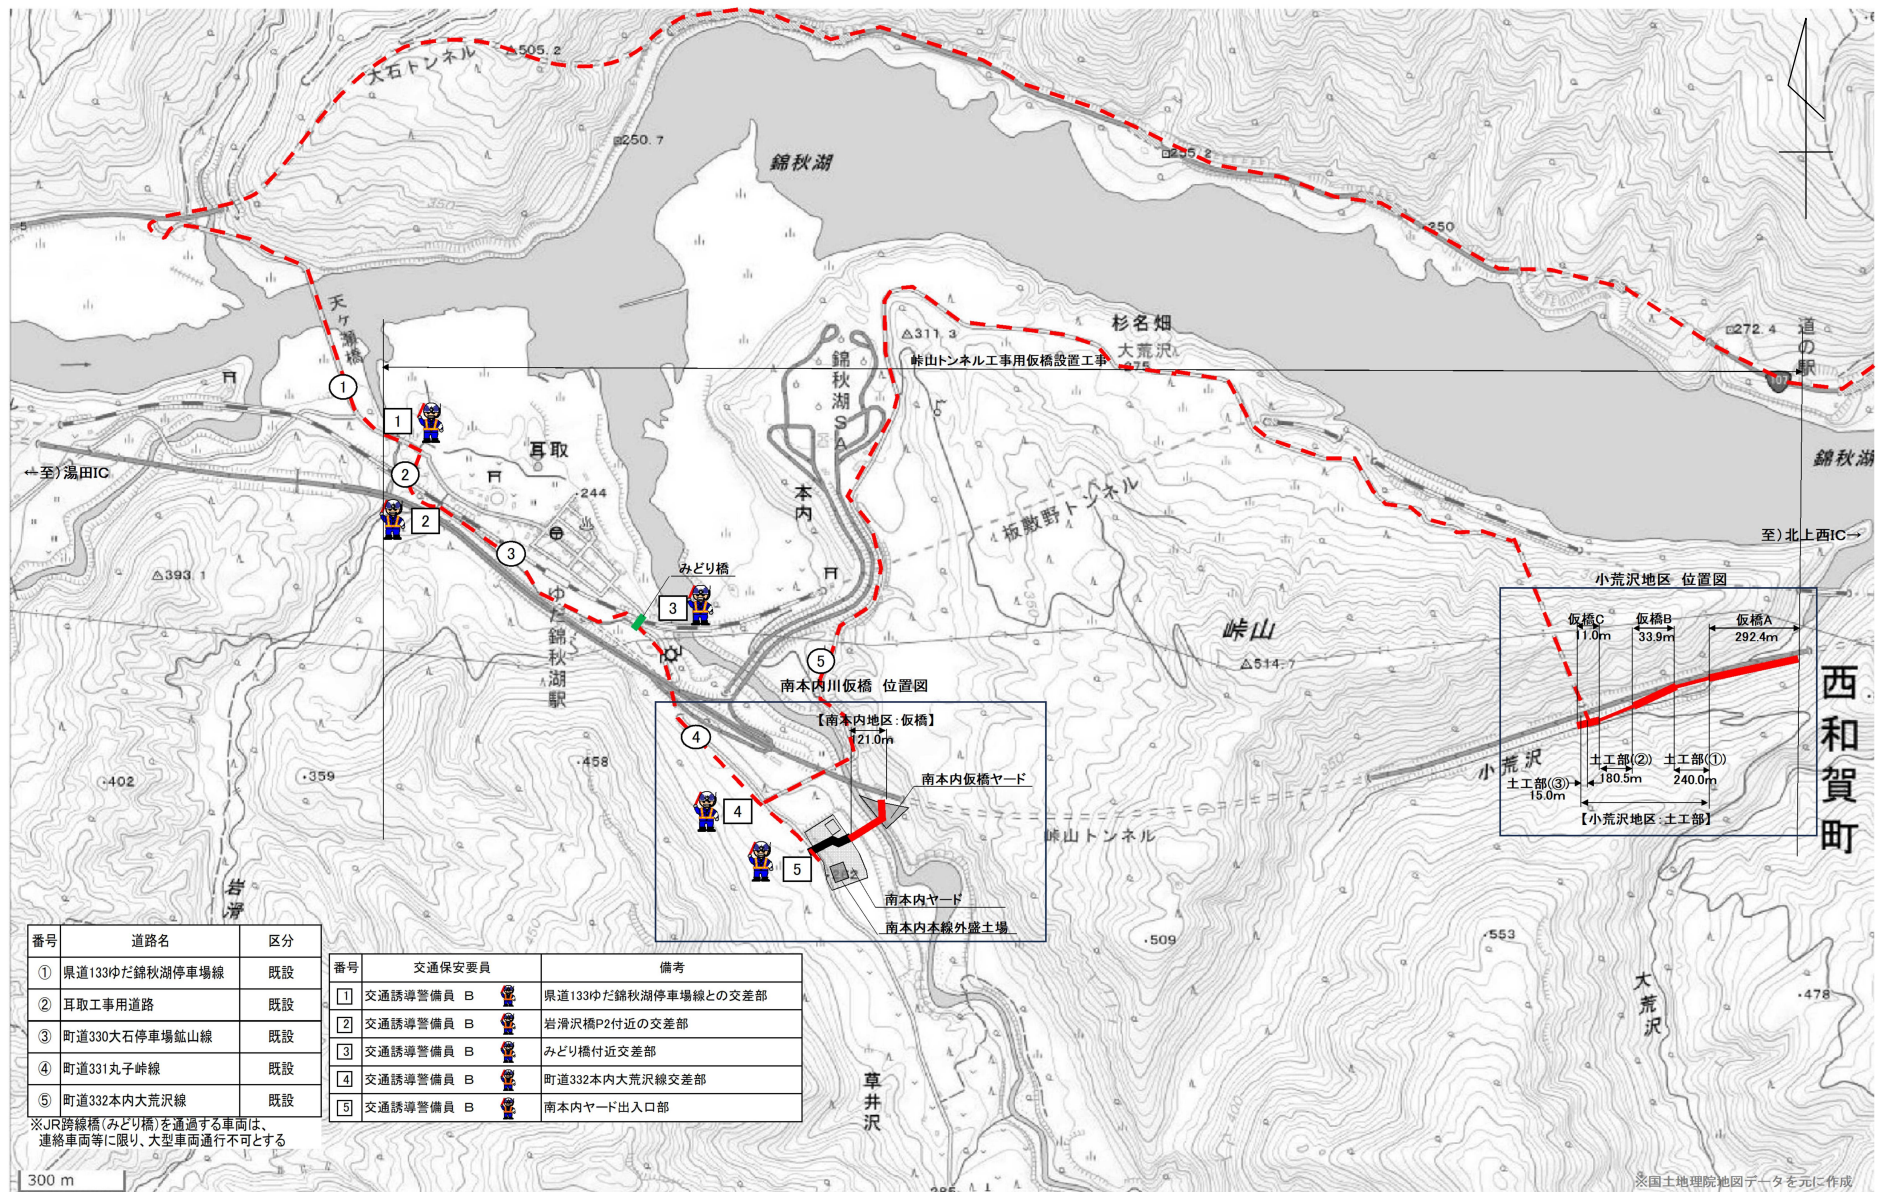 大石トンネル
△505.2
250.7
錦秋湖
255.2
350
250
272.4
道の駅
107
天ケ瀬橋
①
1
②
2
③
耳取
244
←至)湯田IC
△393.1
ゆだ錦秋湖駅
みどり橋
3
錦秋湖SA
△311.3
杉名畑
大荒沢
275
峠山トンネル工事用仮橋設置工事
本内
板敷野トンネル
350
峠山
△514.7
錦秋湖
至)北上西IC→
⑤
南本内川仮橋 位置図
【南本内地区:仮橋】
121.0m
④
4
5
南本内仮橋ヤード
南本内ヤード
南本内本線外盛土場
峠山トンネル
小荒沢地区 位置図
仮橋C
11.0m
仮橋B
33.9m
仮橋A
292.4m
土工部(③)
15.0m
土工部(②)
180.5m
土工部(①)
240.0m
【小荒沢地区:土工部】
小荒沢
西和賀町
・402
・359
・458
・509
・553
・478
岩滑
大荒沢
草井沢
番号 道路名 区分
① 県道133ゆだ錦秋湖停車場線 既設
② 耳取工事用道路 既設
③ 町道330大石停車場鉱山線 既設
④ 町道331丸子峠線 既設
⑤ 町道332本内大荒沢線 既設
※JR跨線橋(みどり橋)を通過する車両は、
連絡車両等に限り、大型車両通行不可とする
番号 交通保安要員 備考
1 交通誘導警備員 B 県道133ゆだ錦秋湖停車場線との交差部
2 交通誘導警備員 B 岩滑沢橋P2付近の交差部
3 交通誘導警備員 B みどり橋付近交差部
4 交通誘導警備員 B 町道332本内大荒沢線交差部
5 交通誘導警備員 B 南本内ヤード出入口部
300 m
※国土地理院地図データを元に作成